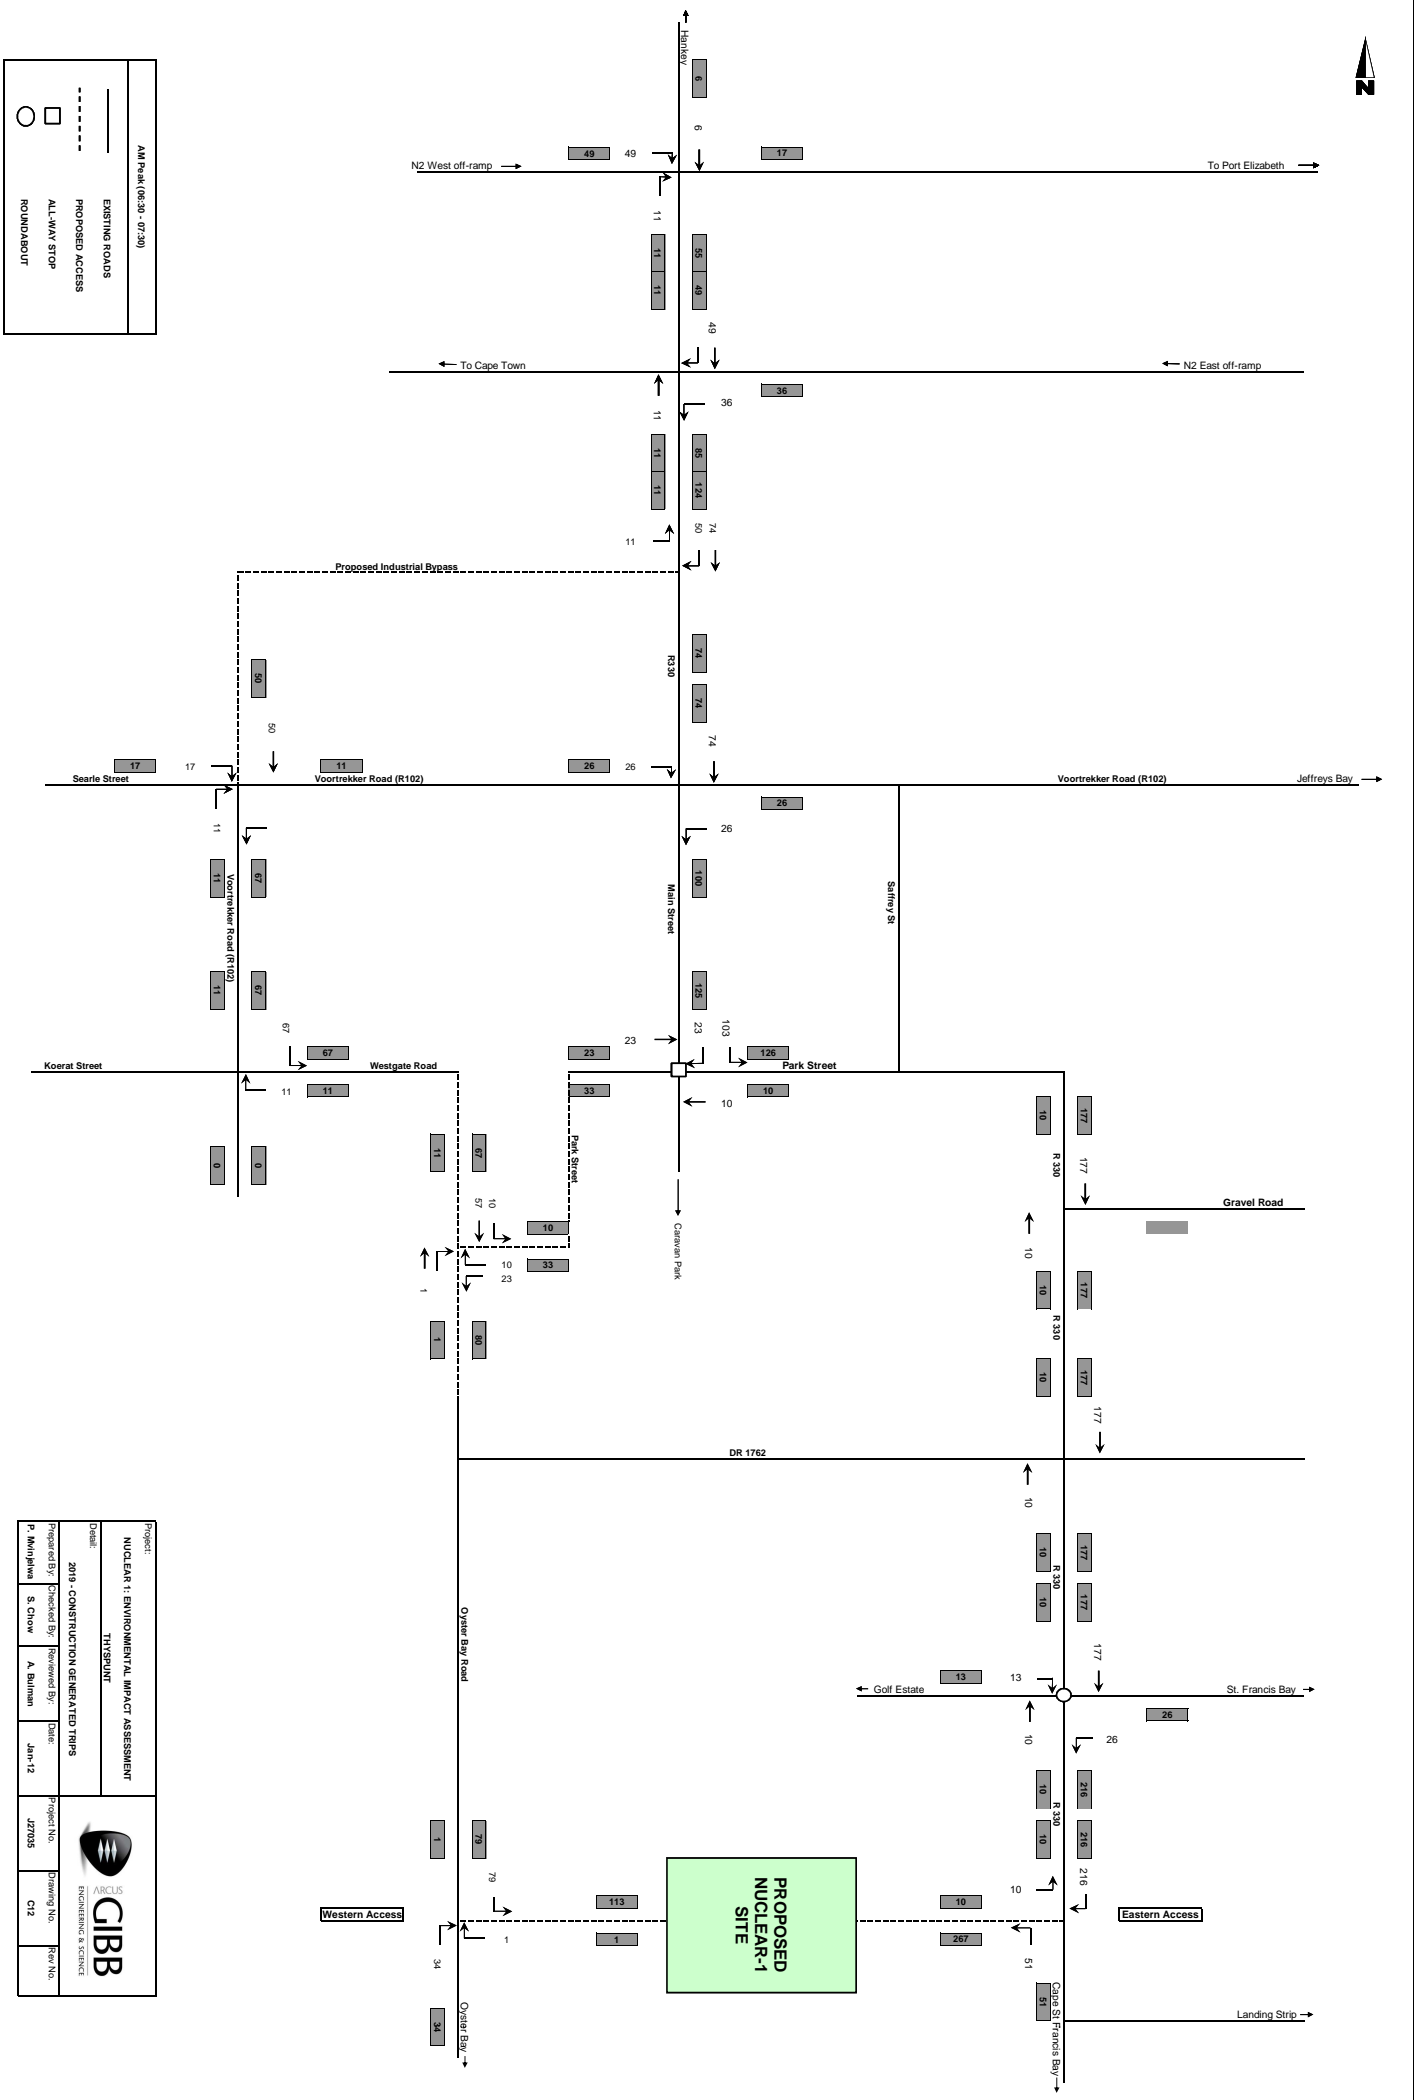 N
Hankey
6
6
N2 West off-ramp
49
49
17
To Port Elizabeth
11
11
11
55
49
49
To Cape Town
N2 East off-ramp
36
36
11
11
11
85
124
50
74
11
Proposed Industrial Bypass
R330
74
74
74
50
50
17
17
11
26
26
Searle Street
Voortrekker Road (R102)
Voortrekker Road (R102)
Jeffreys Bay
26
26
11
11
67
Voortrekker Road (R102)
11
67
Main Street
100
125
Saffrey St
67
67
11
11
Koerat Street
Westgate Road
23
23
33
23
103
126
Park Street
10
10
0
0
11
67
Park Street
57
10
10
10
33
23
1
1
80
Caravan Park
10
177
R 330
177
Gravel Road
10
10
177
R 330
10
177
177
DR 1762
10
10
177
R 330
10
177
177
13
13
Golf Estate
St. Francis Bay
26
26
10
10
216
R 330
10
216
216
10
Oyster Bay Road
1
79
79
113
1
1
34
34
Oyster Bay
Western Access
PROPOSED
NUCLEAR-1
SITE
10
267
Eastern Access
51
51
Cape St Francis Bay
Landing Strip
AM Peak (06:30 - 07:30)
EXISTING ROADS
PROPOSED ACCESS
ALL-WAY STOP
ROUNDABOUT
Project:
NUCLEAR 1: ENVIRONMENTAL IMPACT ASSESSMENT
THYSPUNT
Detail:
2019 - CONSTRUCTION GENERATED TRIPS
Prepared By: Checked By: Reviewed By: Date: Project No. Drawing No. Rev No.
P. Mvinjelwa S. Chow A. Bulman Jan-12 J27035 C12
ARCUS
GIBB
ENGINEERING & SCIENCE